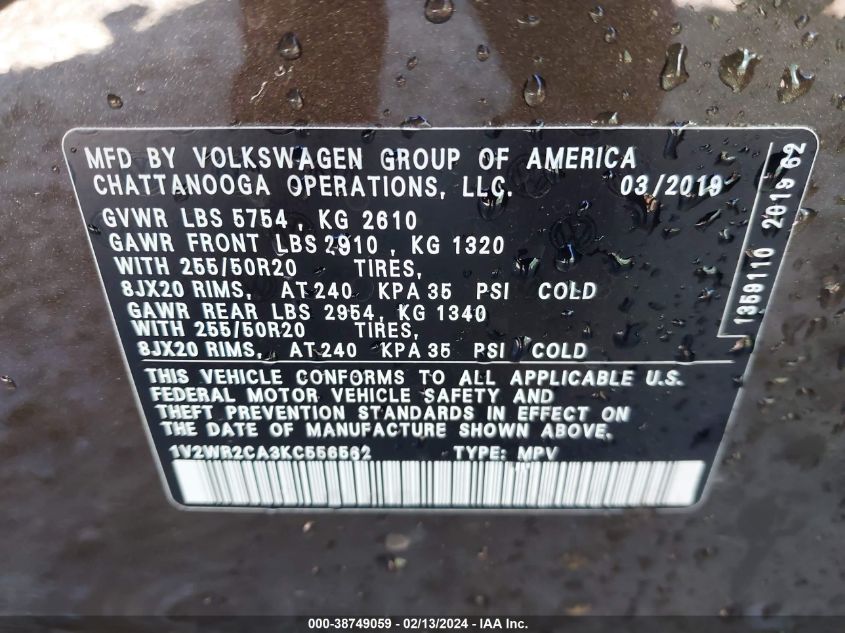 MFD BY VOLKSWAGEN GROUP OF AMERICA
CHATTANOOGA OPERATIONS, LLC. 03/2019
GVWR LBS 5754 , KG 2610
GAWR FRONT LBS 2910 , KG 1320
WITH 255/50R20 TIRES,
8JX20 RIMS, AT 240 KPA 35 PSI COLD
GAWR REAR LBS 2954, KG 1340
WITH 255/50R20 TIRES,
8JX20 RIMS, AT 240 KPA 35 PSI COLD
THIS VEHICLE CONFORMS TO ALL APPLICABLE U.S.
FEDERAL MOTOR VEHICLE SAFETY AND
THEFT PREVENTION STANDARDS IN EFFECT ON
THE DATE OF MANUFACTURE SHOWN ABOVE.
1V2WR2CA3KC556562 TYPE: MPV
1359110 2019 62
000-38749059 - 02/13/2024 - IAA Inc.